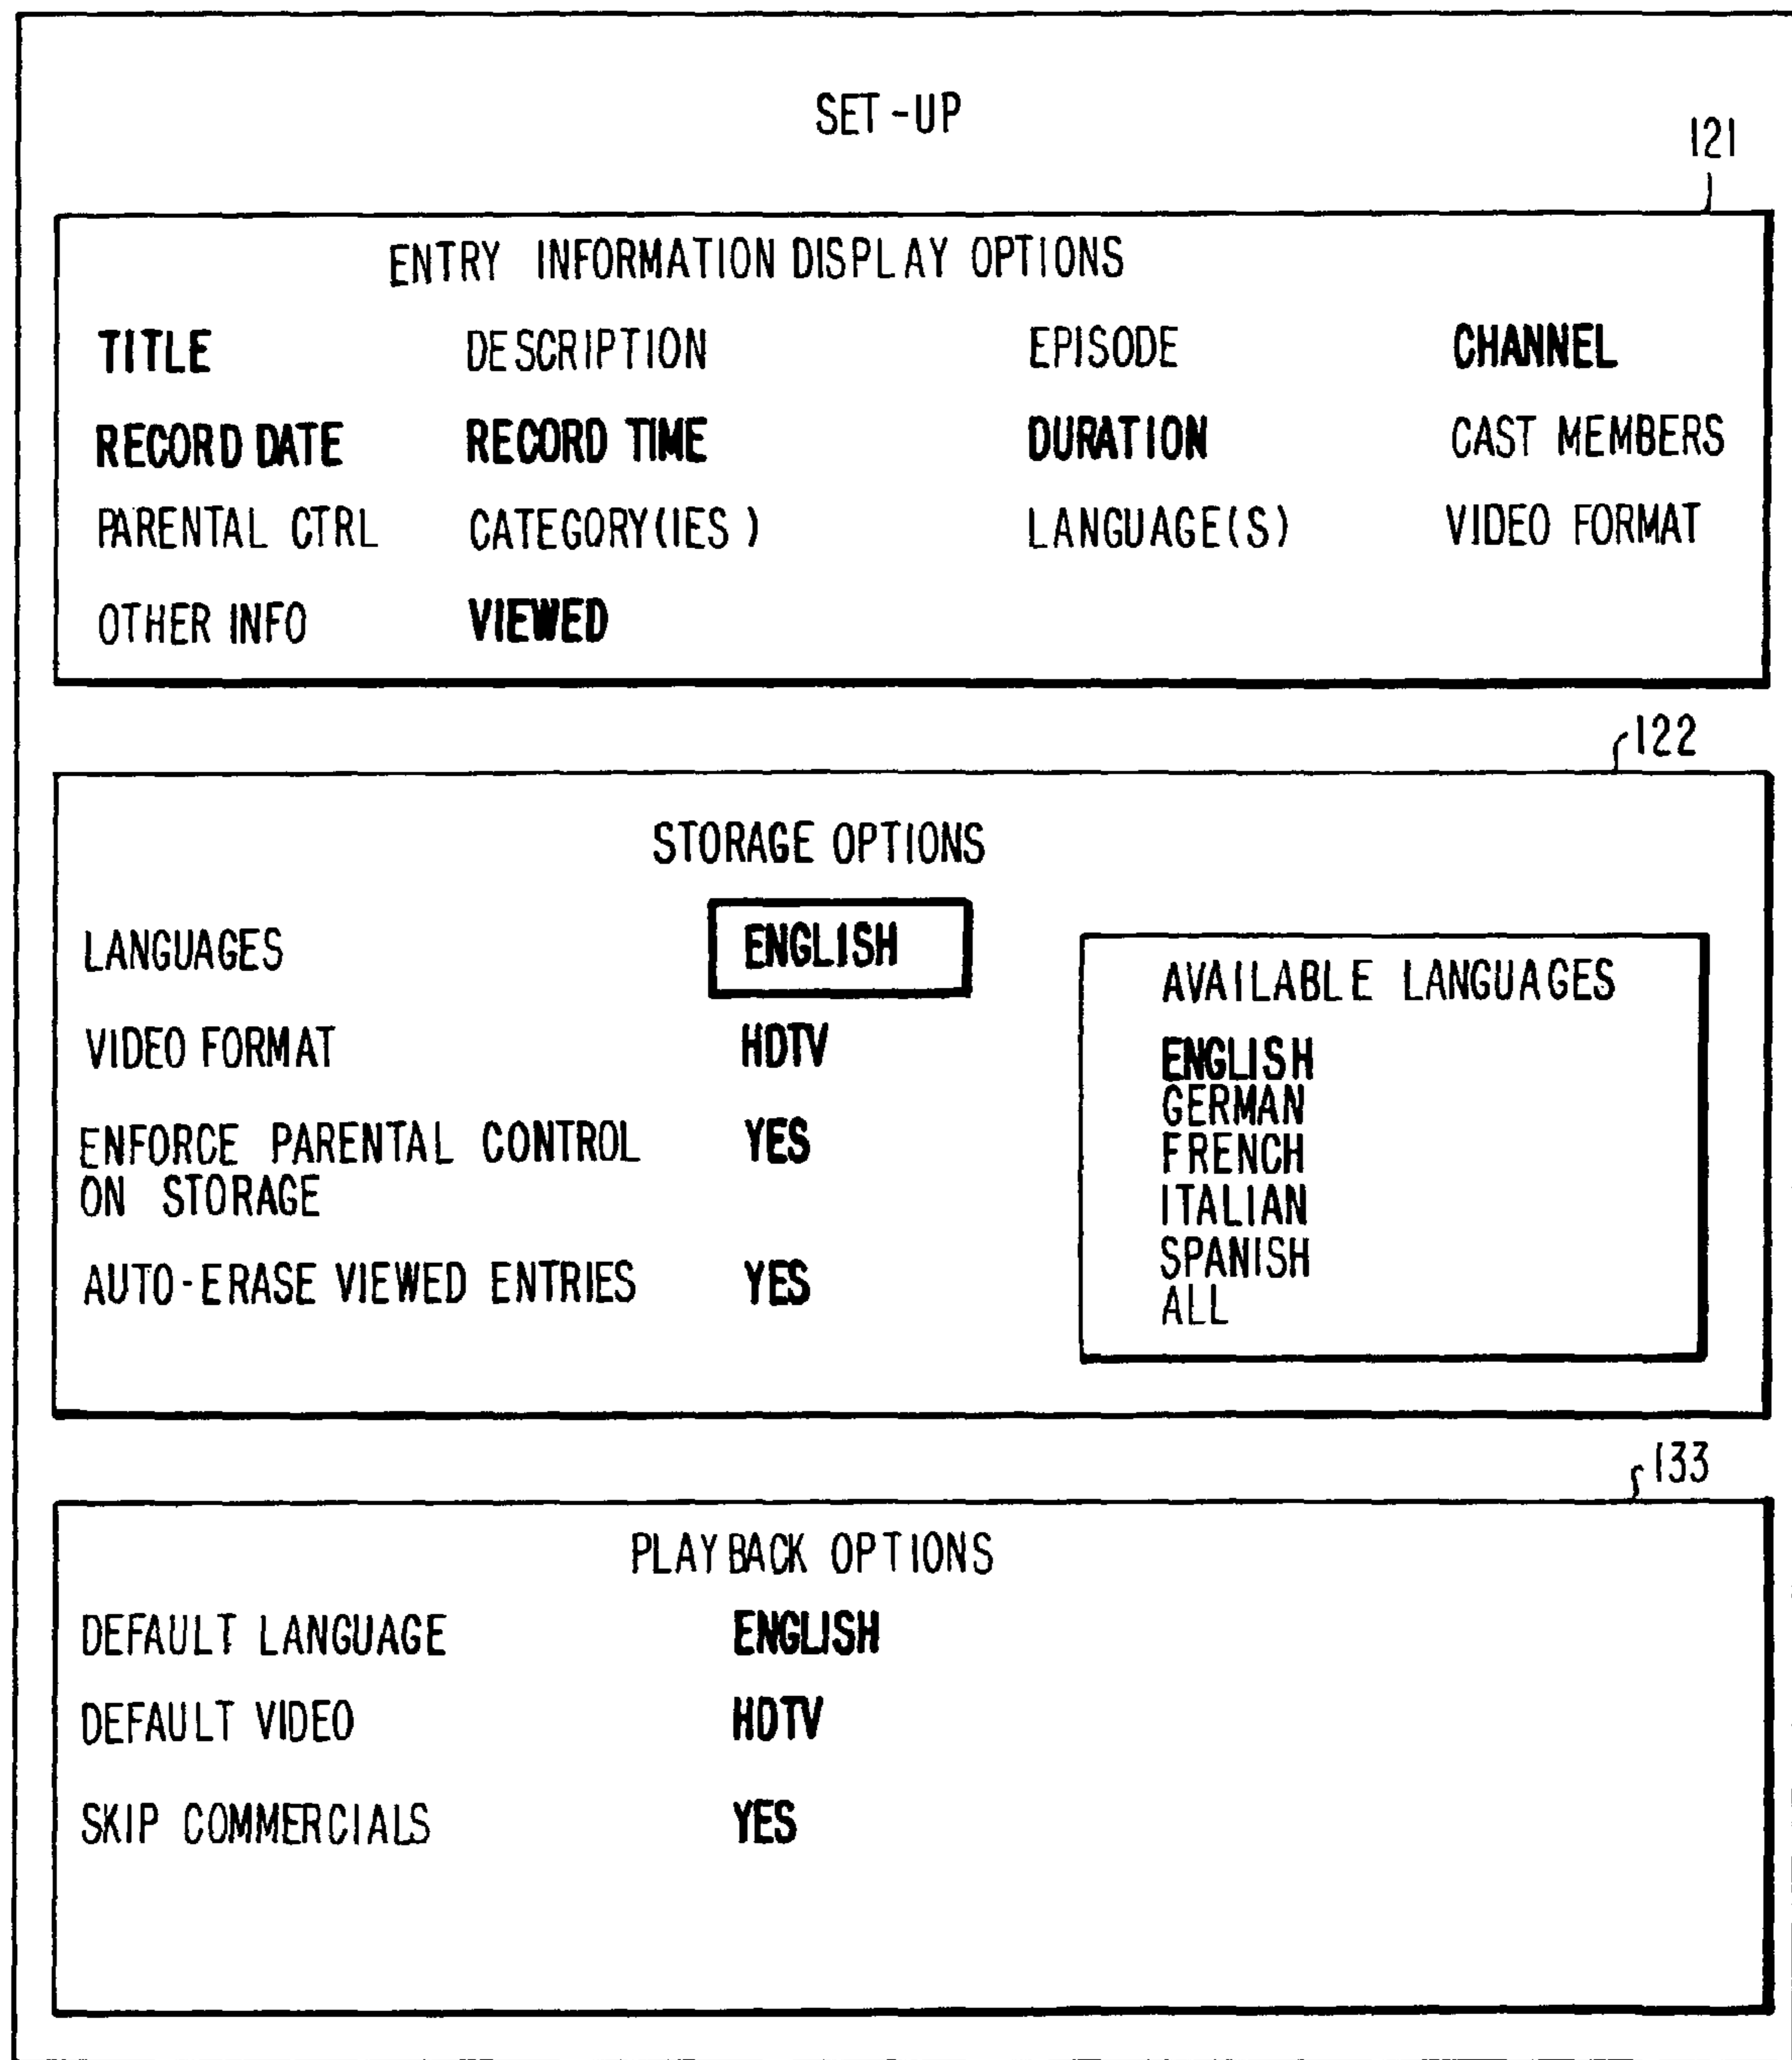 SET-UP
121
ENTRY INFORMATION DISPLAY OPTIONS
TITLE DESCRIPTION EPISODE CHANNEL
RECORD DATE RECORD TIME DURATION CAST MEMBERS
PARENTAL CTRL CATEGORY(IES) LANGUAGE(S) VIDEO FORMAT
OTHER INFO VIEWED
122
STORAGE OPTIONS
LANGUAGES ENGLISH
VIDEO FORMAT HDTV
ENFORCE PARENTAL CONTROL YES
ON STORAGE
AUTO-ERASE VIEWED ENTRIES YES
AVAILABLE LANGUAGES
ENGLISH
GERMAN
FRENCH
ITALIAN
SPANISH
ALL
133
PLAYBACK OPTIONS
DEFAULT LANGUAGE ENGLISH
DEFAULT VIDEO HDTV
SKIP COMMERCIALS YES